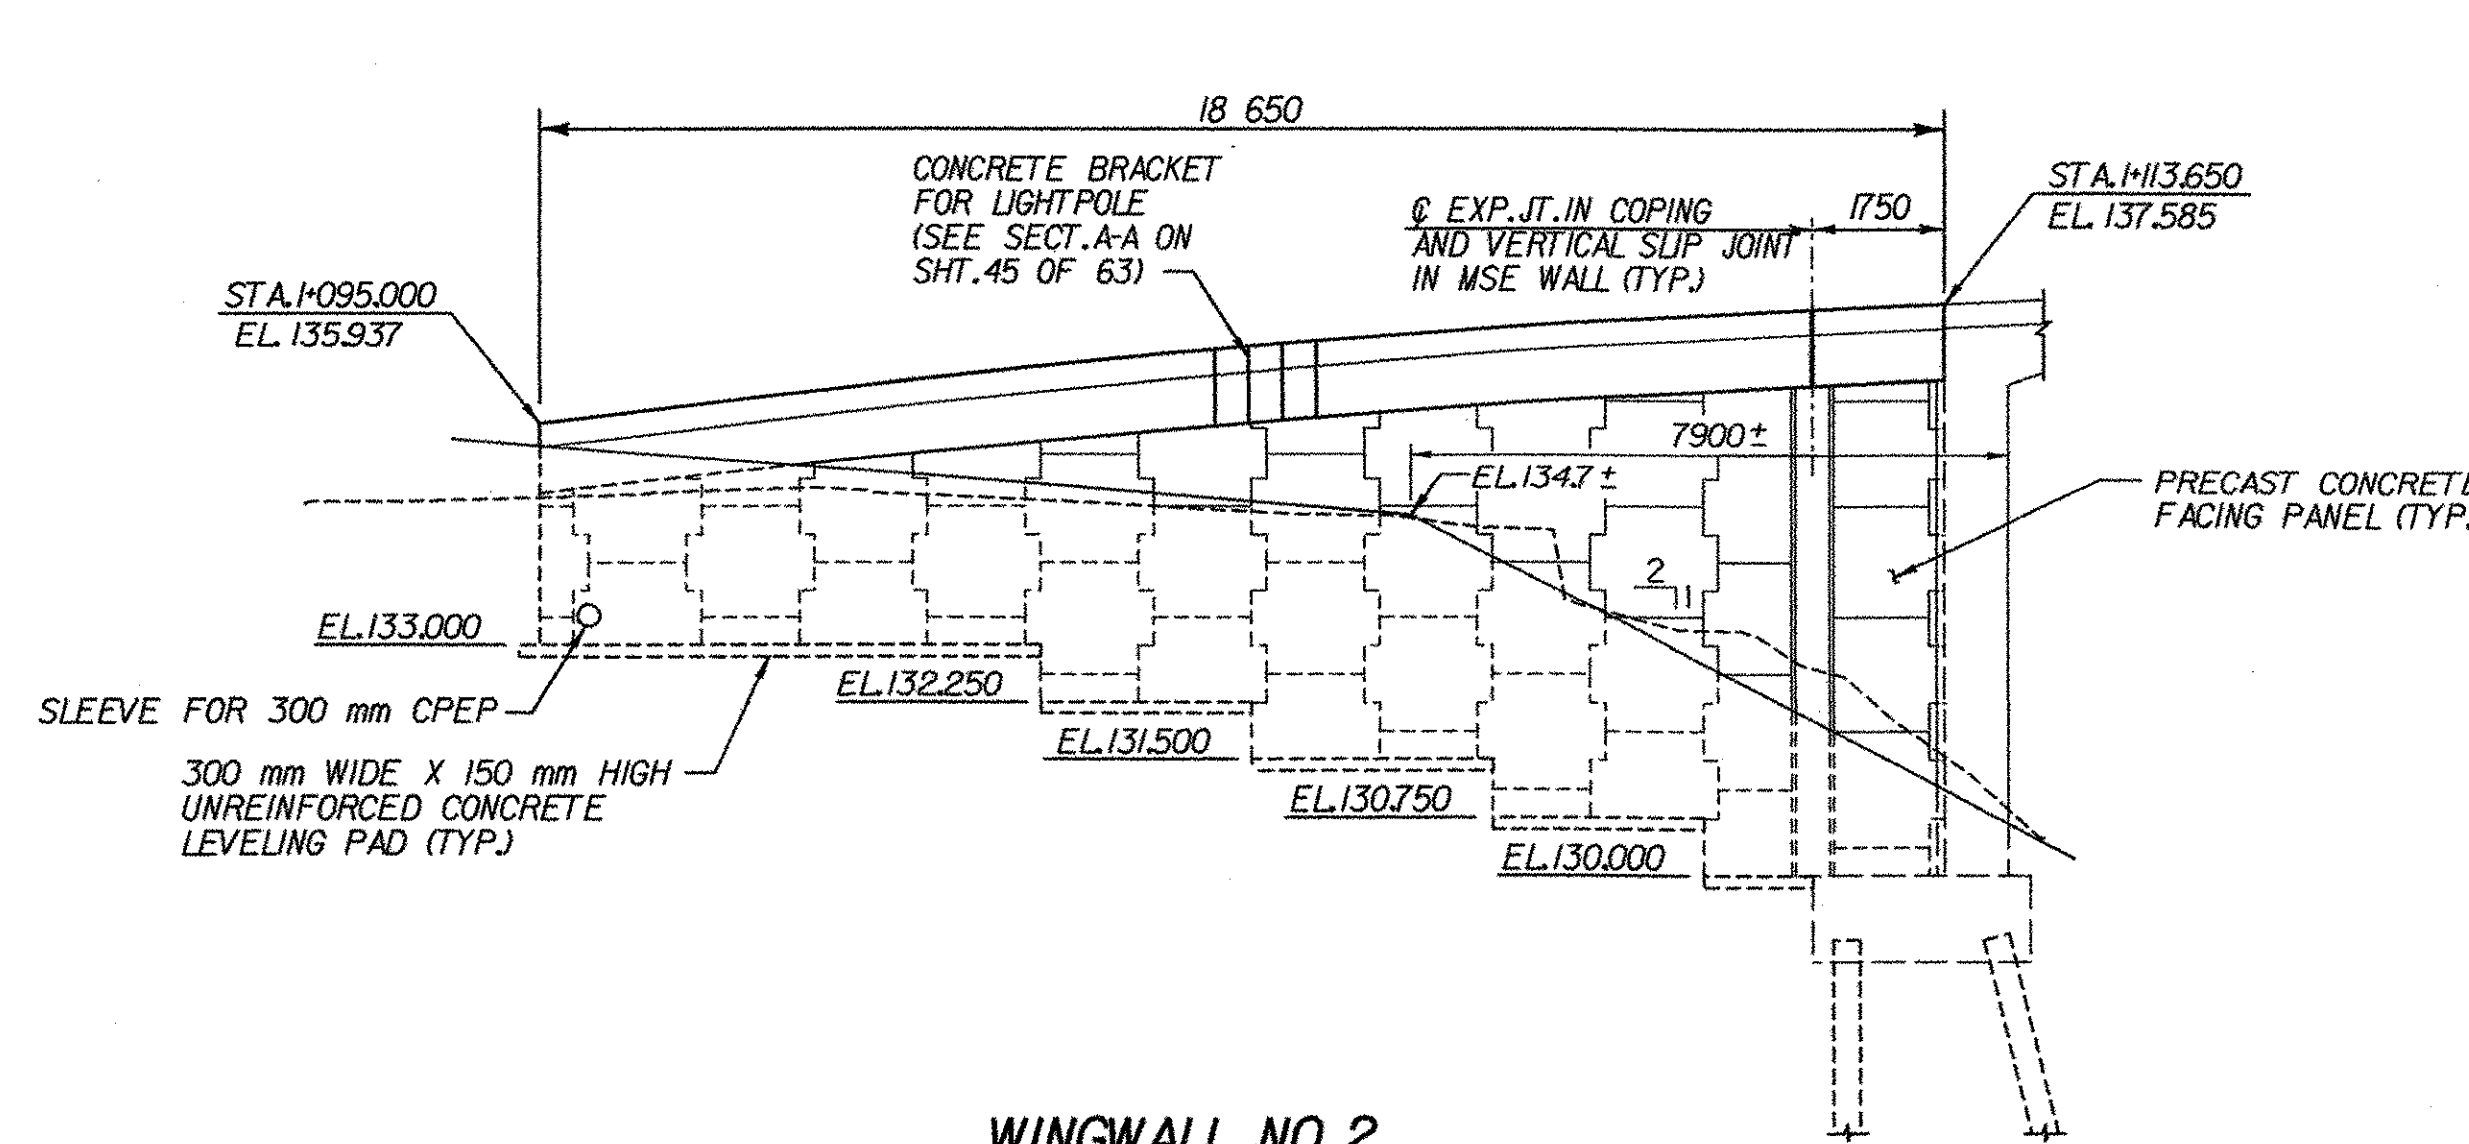 18 650
CONCRETE BRACKET
FOR LIGHTPOLE
(SEE SECT. A-A ON
SHT. 45 OF 63)
℄ EXP. JT. IN COPING
AND VERTICAL SLIP JOINT
IN MSE WALL (TYP.)
1750
STA. 1+113.650
EL. 137.585
STA. 1+095.000
EL. 135.937
7900 ±
EL. 134.7 ±
PRECAST CONCRETE
FACING PANEL (TYP.
2
1
EL. 133.000
EL. 132.250
SLEEVE FOR 300 mm CPEP
EL. 131.500
300 mm WIDE X 150 mm HIGH
UNREINFORCED CONCRETE
LEVELING PAD (TYP.)
EL. 130.750
EL. 130.000
WINGWALL NO. 2